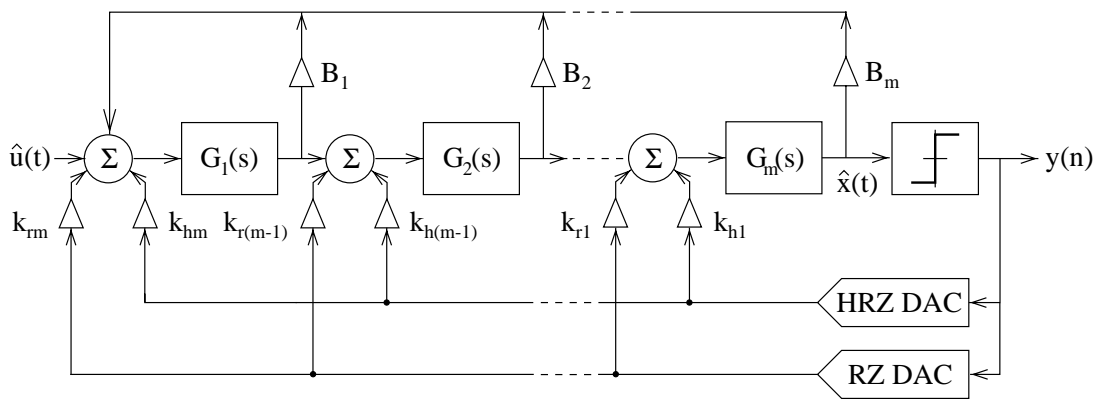 B₁ B₂ Bₘ
û(t) Σ G₁(s) Σ G₂(s) Σ Gₘ(s) x̂(t) y(n)
kᵣₘ kₕₘ kᵣ₍ₘ₋₁₎ kₕ₍ₘ₋₁₎ kᵣ₁ kₕ₁
HRZ DAC
RZ DAC